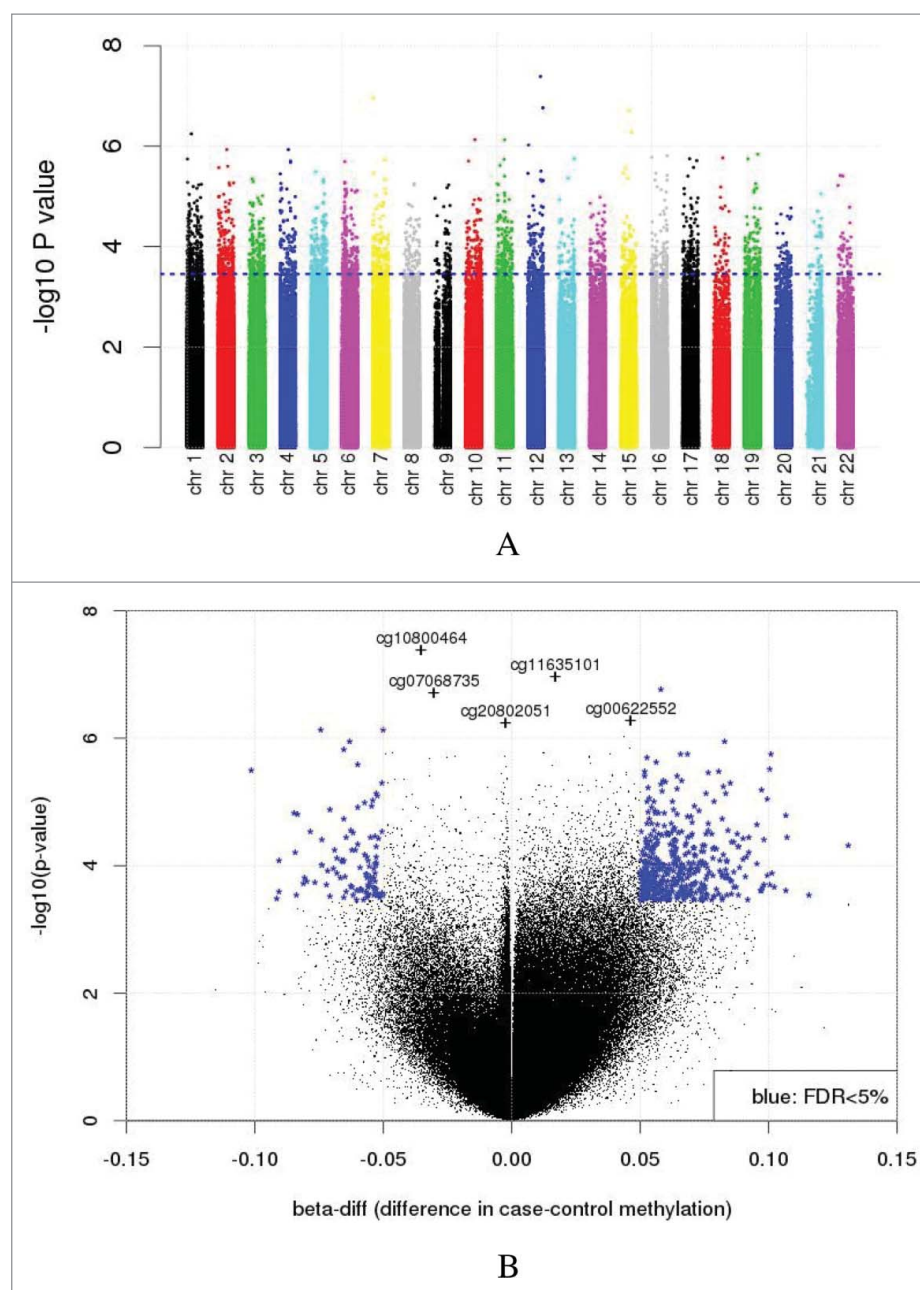 8
6
4
2
0
-log10 P value
chr 1
chr 2
chr 3
chr 4
chr 5
chr 6
chr 7
chr 8
chr 9
chr 10
chr 11
chr 12
chr 13
chr 14
chr 15
chr 16
chr 17
chr 18
chr 19
chr 20
chr 21
chr 22
A
8
6
4
2
0
-log10(p-value)
cg10800464
cg11635101
cg07068735
cg20802051
cg00622552
blue: FDR<5%
-0.15
-0.10
-0.05
0.00
0.05
0.10
0.15
beta-diff (difference in case-control methylation)
B